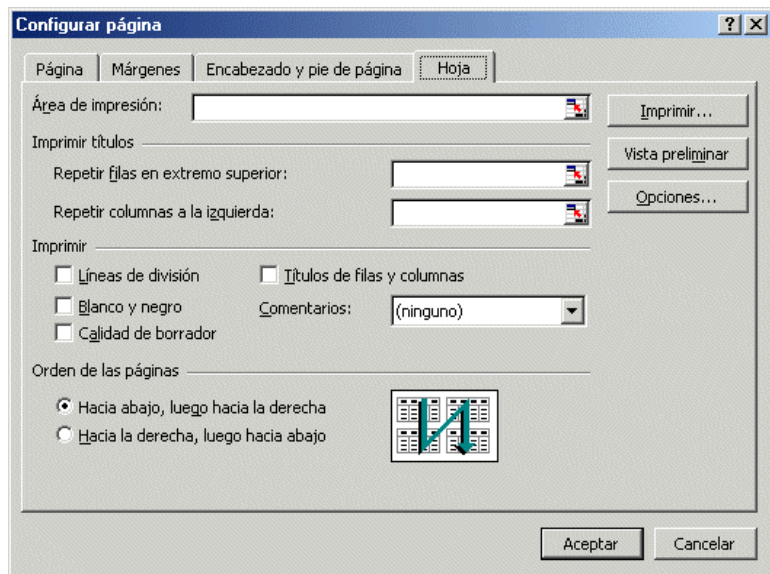 Configurar página
Página Márgenes Encabezado y pie de página Hoja
Área de impresión:
Imprimir...
Imprimir títulos
Vista preliminar
Repetir filas en extremo superior:
Opciones...
Repetir columnas a la izquierda:
Imprimir
Líneas de división Títulos de filas y columnas
Blanco y negro Comentarios: (ninguno)
Calidad de borrador
Orden de las páginas
Hacia abajo, luego hacia la derecha
Hacia la derecha, luego hacia abajo
Aceptar Cancelar